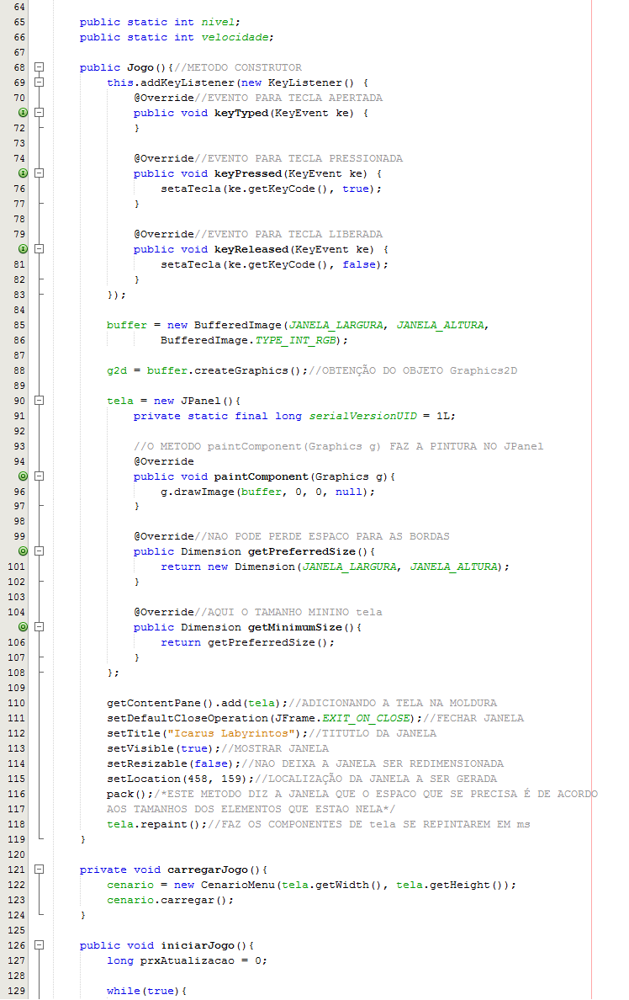 64
65 public static int nivel;
66 public static int velocidade;
67
68 public Jogo(){//METODO CONSTRUTOR
69 this.addKeyListener(new KeyListener() {
70 @Override//EVENTO PARA TECLA APERTADA
public void keyTyped(KeyEvent ke) {
72 }
73
74 @Override//EVENTO PARA TECLA PRESSIONADA
public void keyPressed(KeyEvent ke) {
76 setaTecla(ke.getKeyCode(), true);
77 }
78
79 @Override//EVENTO PARA TECLA LIBERADA
public void keyReleased(KeyEvent ke) {
81 setaTecla(ke.getKeyCode(), false);
82 }
83 });
84
85 buffer = new BufferedImage(JANELA_LARGURA, JANELA_ALTURA,
86 BufferedImage.TYPE_INT_RGB);
87
88 g2d = buffer.createGraphics();//OBTENÇÃO DO OBJETO Graphics2D
89
90 tela = new JPanel(){
91 private static final long serialVersionUID = 1L;
92
93 //O METODO paintComponent(Graphics g) FAZ A PINTURA NO JPanel
94 @Override
public void paintComponent(Graphics g){
96 g.drawImage(buffer, 0, 0, null);
97 }
98
99 @Override//NAO PODE PERDE ESPACO PARA AS BORDAS
public Dimension getPreferredSize(){
101 return new Dimension(JANELA_LARGURA, JANELA_ALTURA);
102 }
103
104 @Override//AQUI O TAMANHO MININO tela
public Dimension getMinimumSize(){
106 return getPreferredSize();
107 }
108 };
109
110 getContentPane().add(tela);//ADICIONANDO A TELA NA MOLDURA
111 setDefaultCloseOperation(JFrame.EXIT_ON_CLOSE);//FECHAR JANELA
112 setTitle("Icarus Labyrintos");//TITUTLO DA JANELA
113 setVisible(true);//MOSTRAR JANELA
114 setResizable(false);//NAO DEIXA A JANELA SER REDIMENSIONADA
115 setLocation(458, 159);//LOCALIZAÇÃO DA JANELA A SER GERADA
116 pack();/*ESTE METODO DIZ A JANELA QUE O ESPACO QUE SE PRECISA É DE ACORDO
117 AOS TAMANHOS DOS ELEMENTOS QUE ESTAO NELA*/
118 tela.repaint();//FAZ OS COMPONENTES DE tela SE REPINTAREM EM ms
119 }
120
121 private void carregarJogo(){
122 cenario = new CenarioMenu(tela.getWidth(), tela.getHeight());
123 cenario.carregar();
124 }
125
126 public void iniciarJogo(){
127 long prxAtualizacao = 0;
128
129 while(true){